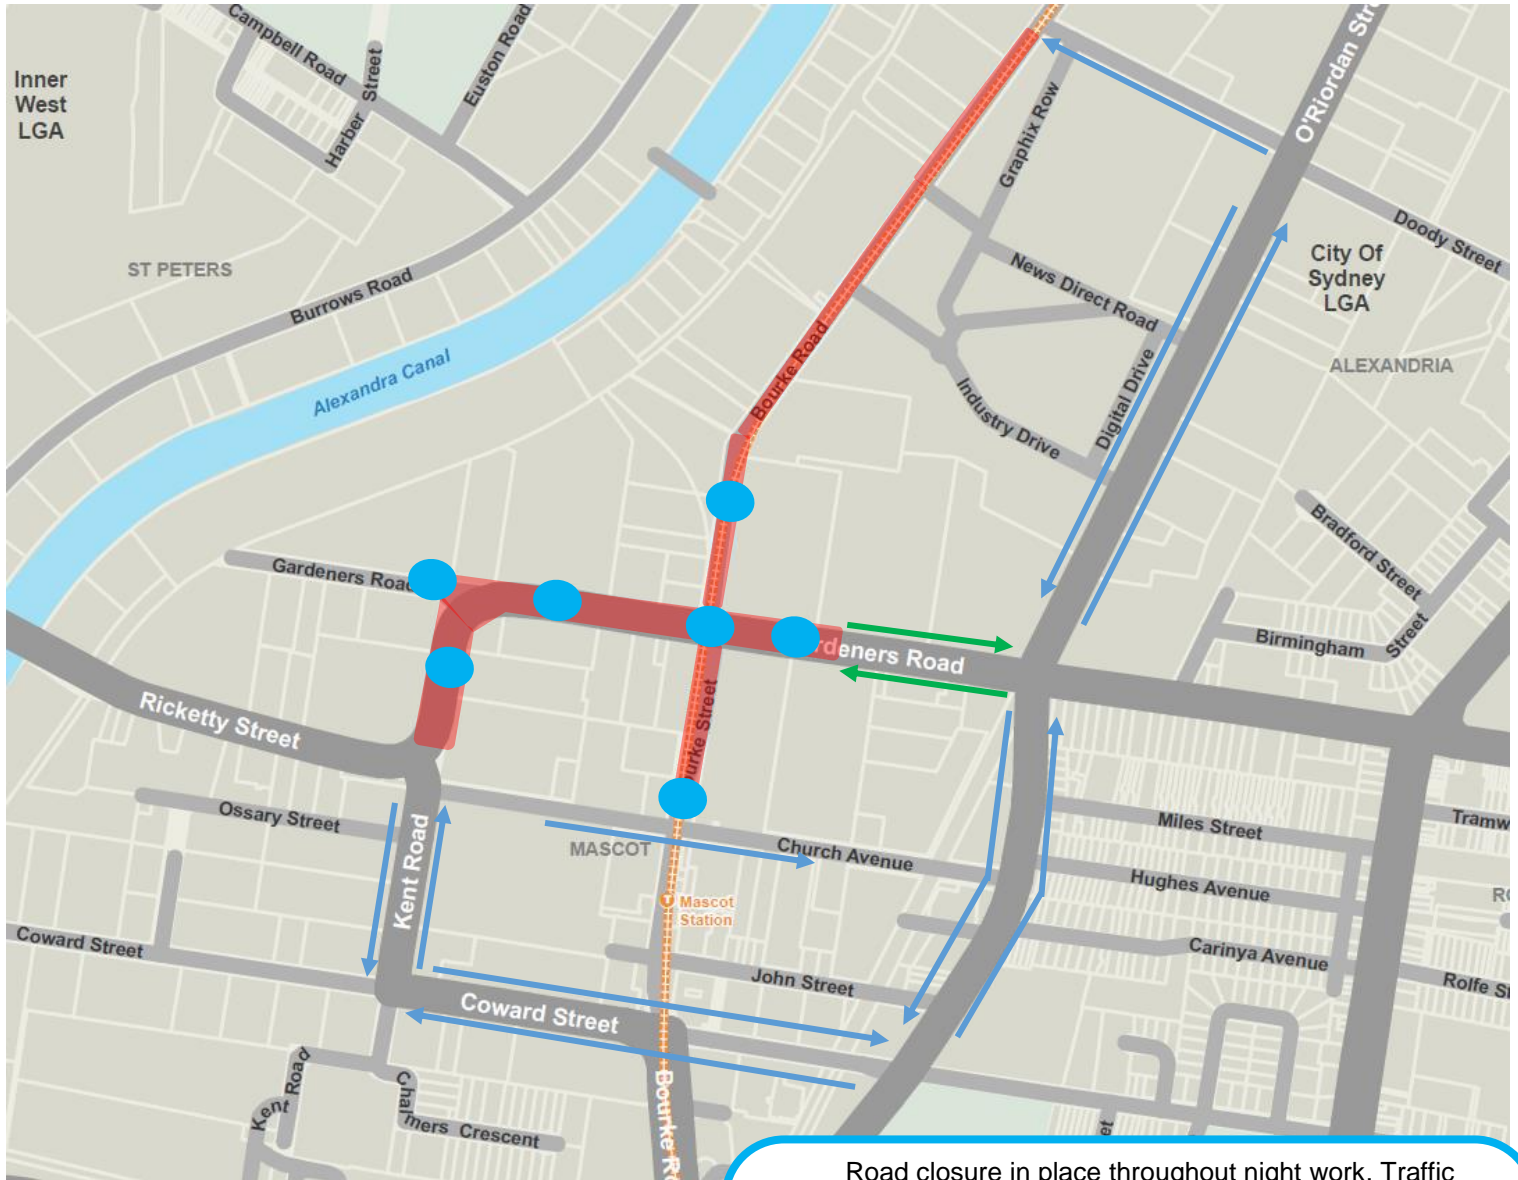 Campbell Road
Harber Street
Euston Road
Inner
West
LGA
O'Riordan Str
Graphix Row
Doody Street
City Of
Sydney
LGA
ST PETERS
Burrows Road
News Direct Road
ALEXANDRIA
Alexandra Canal
Bourke Road
Digital Drive
Industry Drive
Bradford Street
Gardeners Road
Birmingham
Street
rdeners Road
Ricketty Street
ourke Street
Ossary Street
Kent Road
MASCOT
Church Avenue
Miles Street
Tramw
Hughes Avenue
Mascot
Station
RO
Coward Street
Carinya Avenue
John Street
Rolfe St
Coward Street
Kent Road
Chalmers Crescent
Bourke Ro
et
Road closure in place throughout night work. Traffic